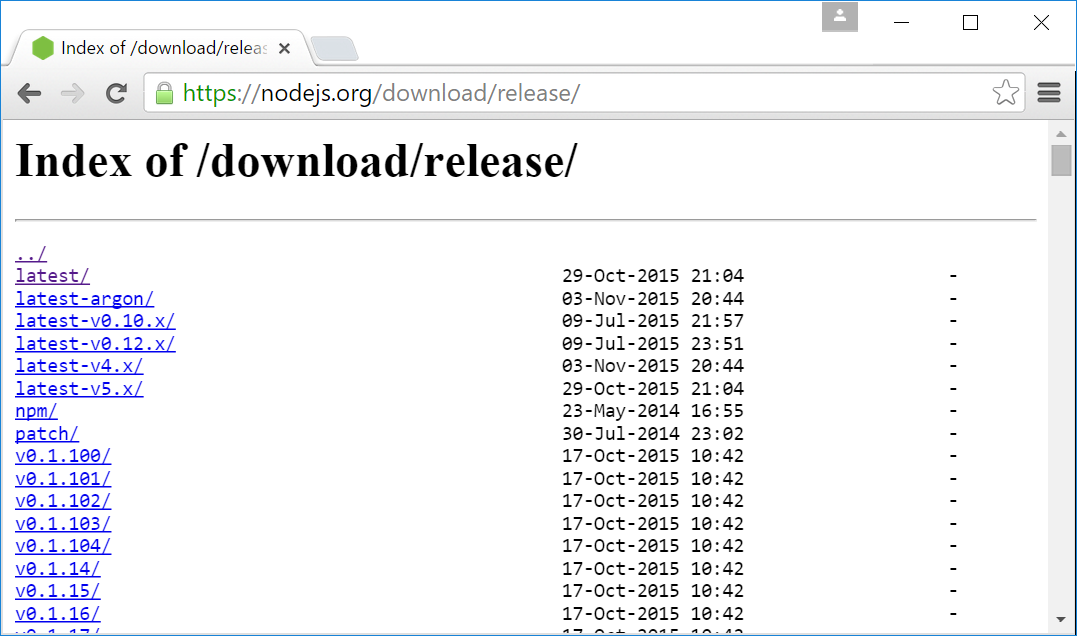 Index of /download/relea
https://nodejs.org/download/release/
Index of /download/release/
../
latest/ 29-Oct-2015 21:04 -
latest-argon/ 03-Nov-2015 20:44 -
latest-v0.10.x/ 09-Jul-2015 21:57 -
latest-v0.12.x/ 09-Jul-2015 23:51 -
latest-v4.x/ 03-Nov-2015 20:44 -
latest-v5.x/ 29-Oct-2015 21:04 -
npm/ 23-May-2014 16:55 -
patch/ 30-Jul-2014 23:02 -
v0.1.100/ 17-Oct-2015 10:42 -
v0.1.101/ 17-Oct-2015 10:42 -
v0.1.102/ 17-Oct-2015 10:42 -
v0.1.103/ 17-Oct-2015 10:42 -
v0.1.104/ 17-Oct-2015 10:42 -
v0.1.14/ 17-Oct-2015 10:42 -
v0.1.15/ 17-Oct-2015 10:42 -
v0.1.16/ 17-Oct-2015 10:42 -